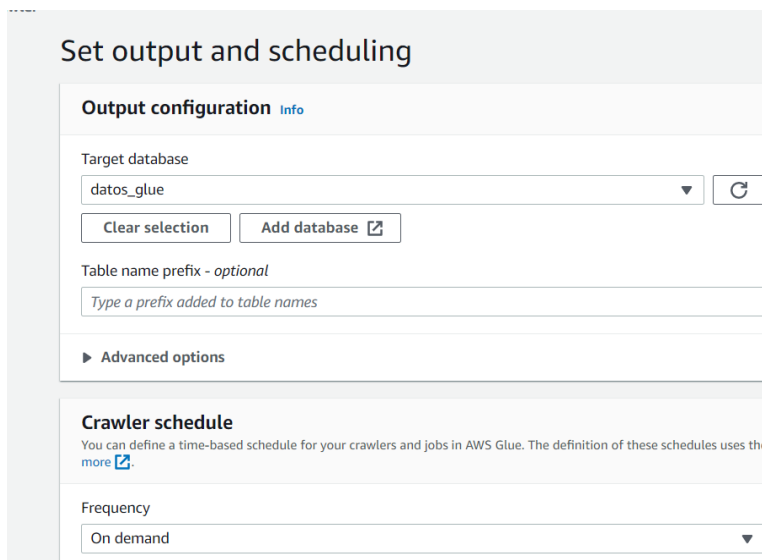 Set output and scheduling
Output configuration Info
Target database
datos_glue
Clear selection
Add database
Table name prefix - optional
Type a prefix added to table names
Advanced options
Crawler schedule
You can define a time-based schedule for your crawlers and jobs in AWS Glue. The definition of these schedules uses the
more
Frequency
On demand